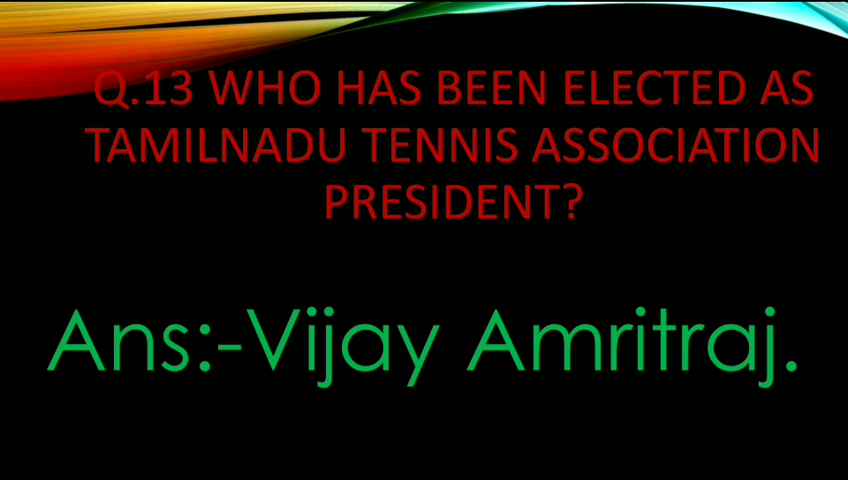 Q.13 WHO HAS BEEN ELECTED AS
TAMILNADU TENNIS ASSOCIATION
PRESIDENT?
Ans:-Vijay Amritraj.